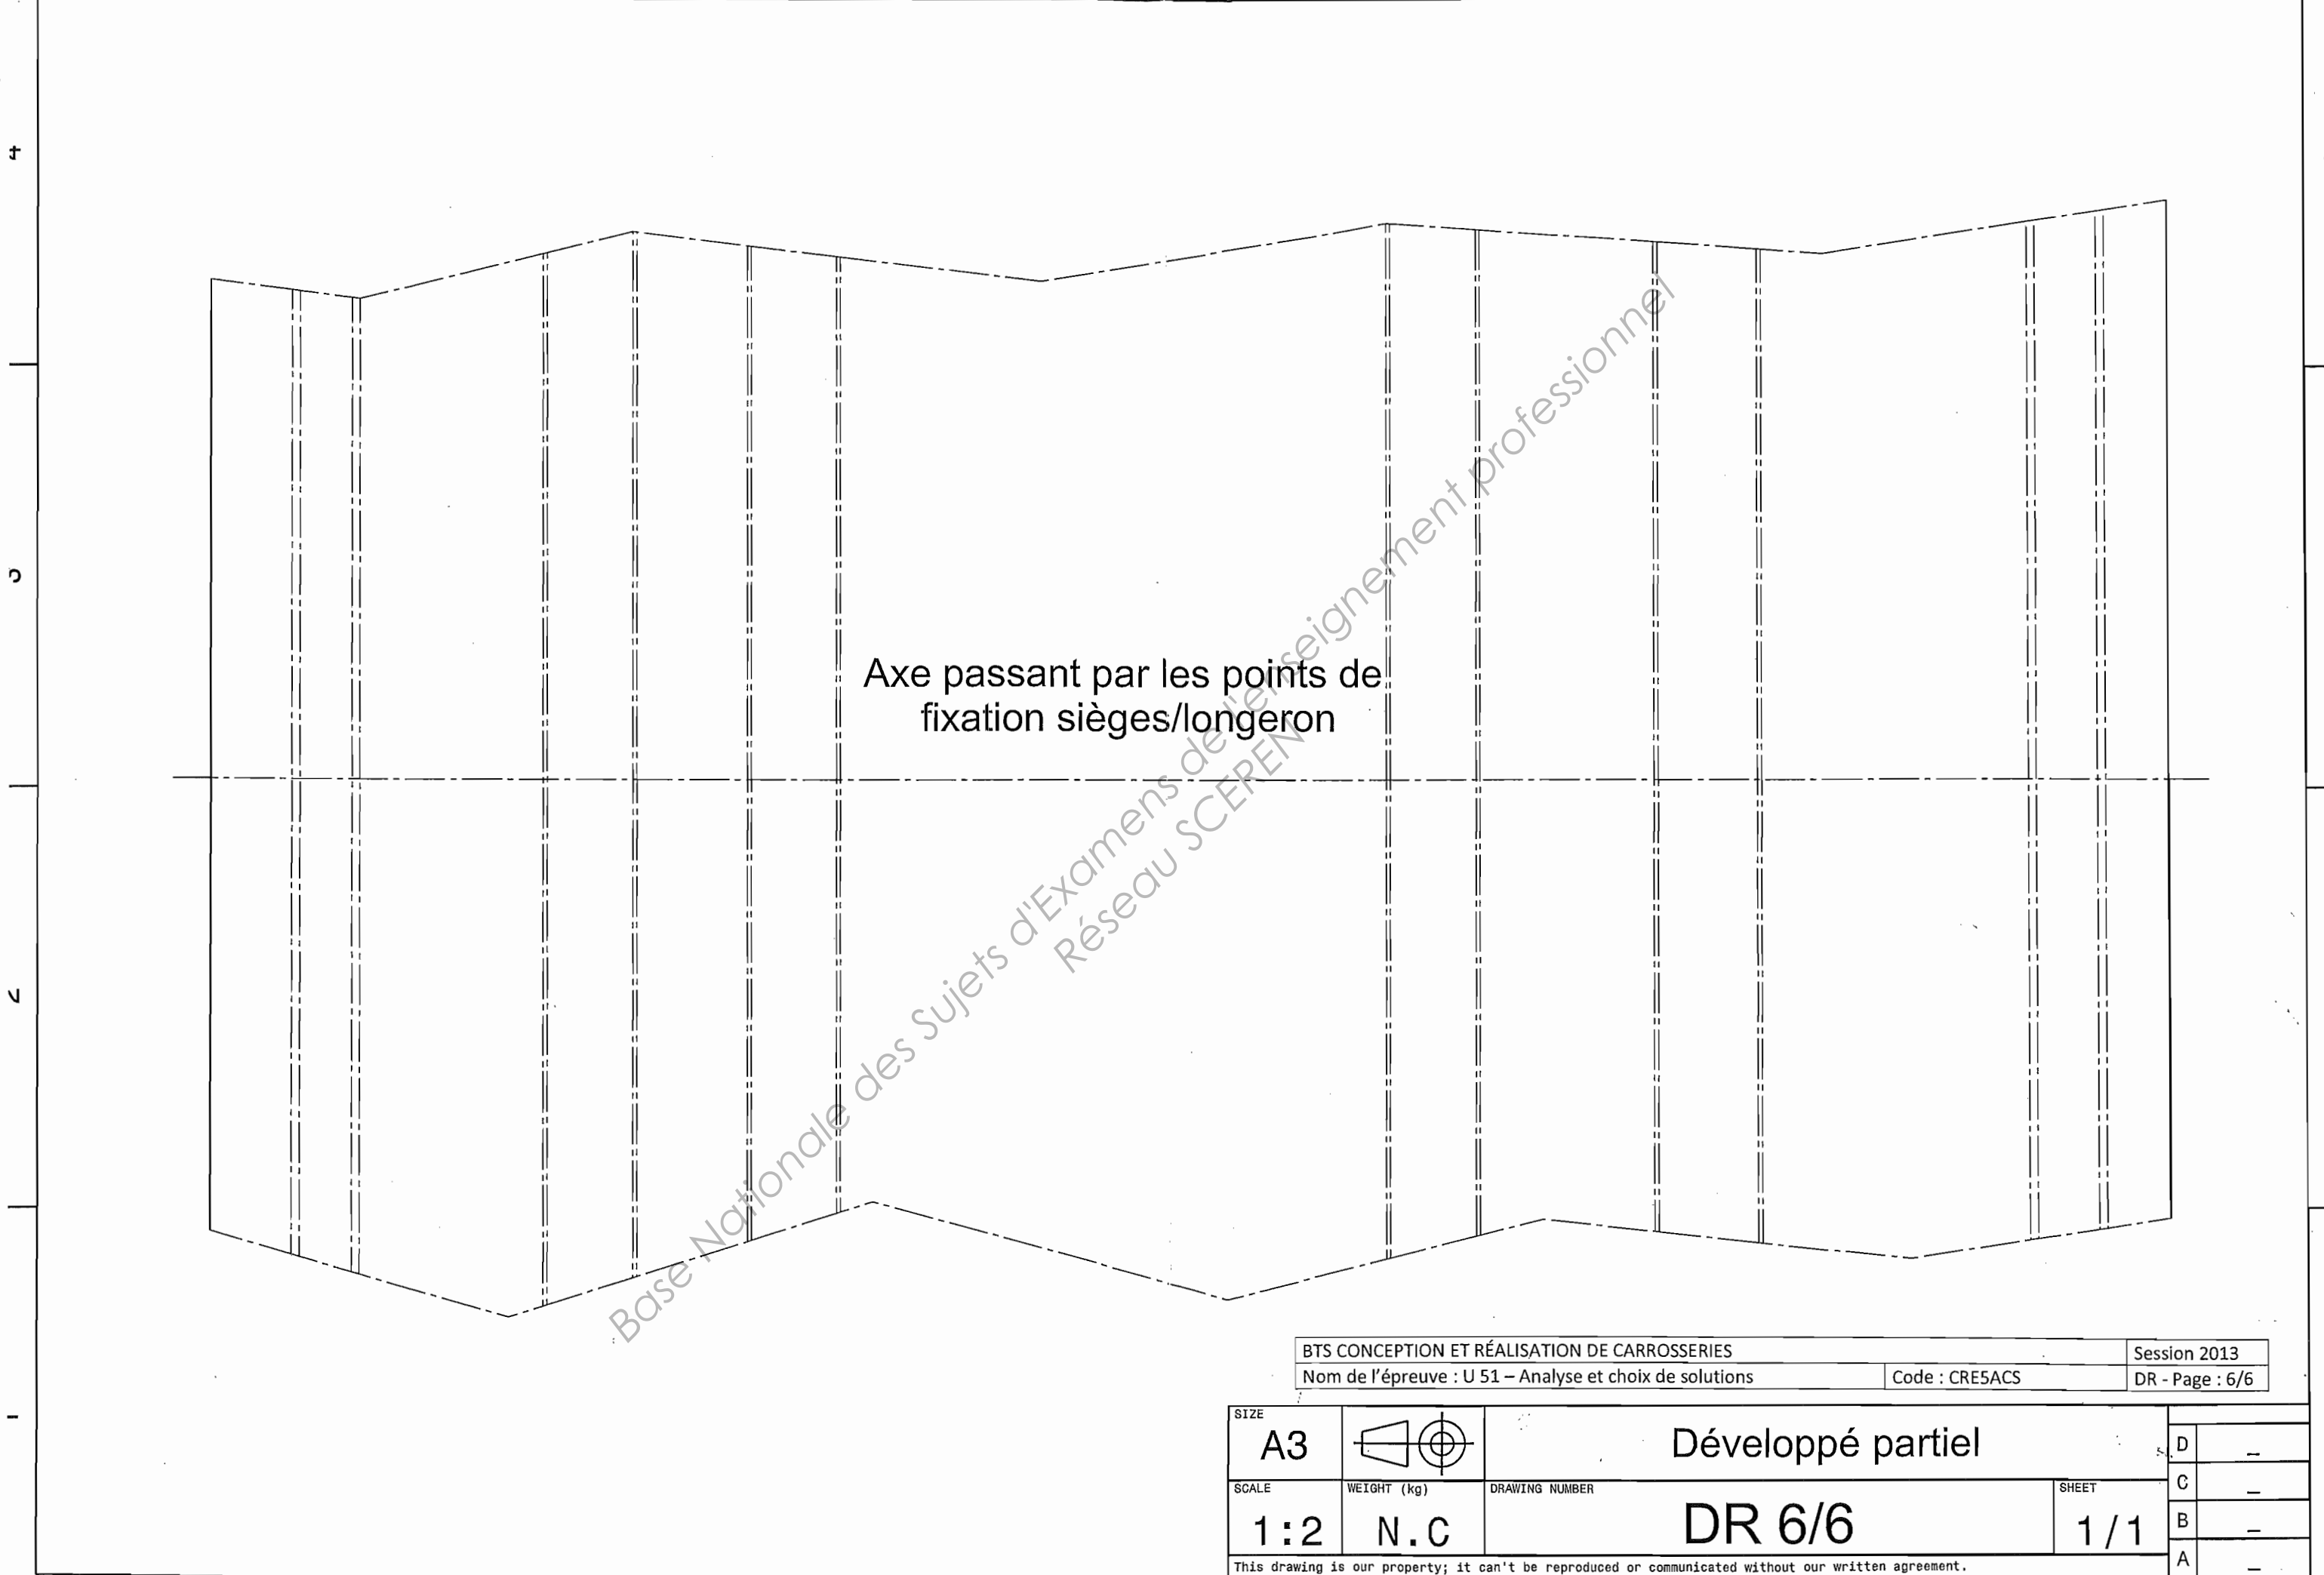 4
Axe passant par les points de
fixation sièges/longeron
Base Nationale des Sujets d'Examens de l'enseignement professionnel
Réseau SCEREN
BTS CONCEPTION ET RÉALISATION DE CARROSSERIES
Session 2013
Nom de l'épreuve : U 51 – Analyse et choix de solutions
Code : CRE5ACS
DR - Page : 6/6
SIZE
A3
Développé partiel
D –
SCALE
1:2
WEIGHT (kg)
N.C
DRAWING NUMBER
DR 6/6
SHEET
1/1
C –
B –
A –
This drawing is our property; it can't be reproduced or communicated without our written agreement.